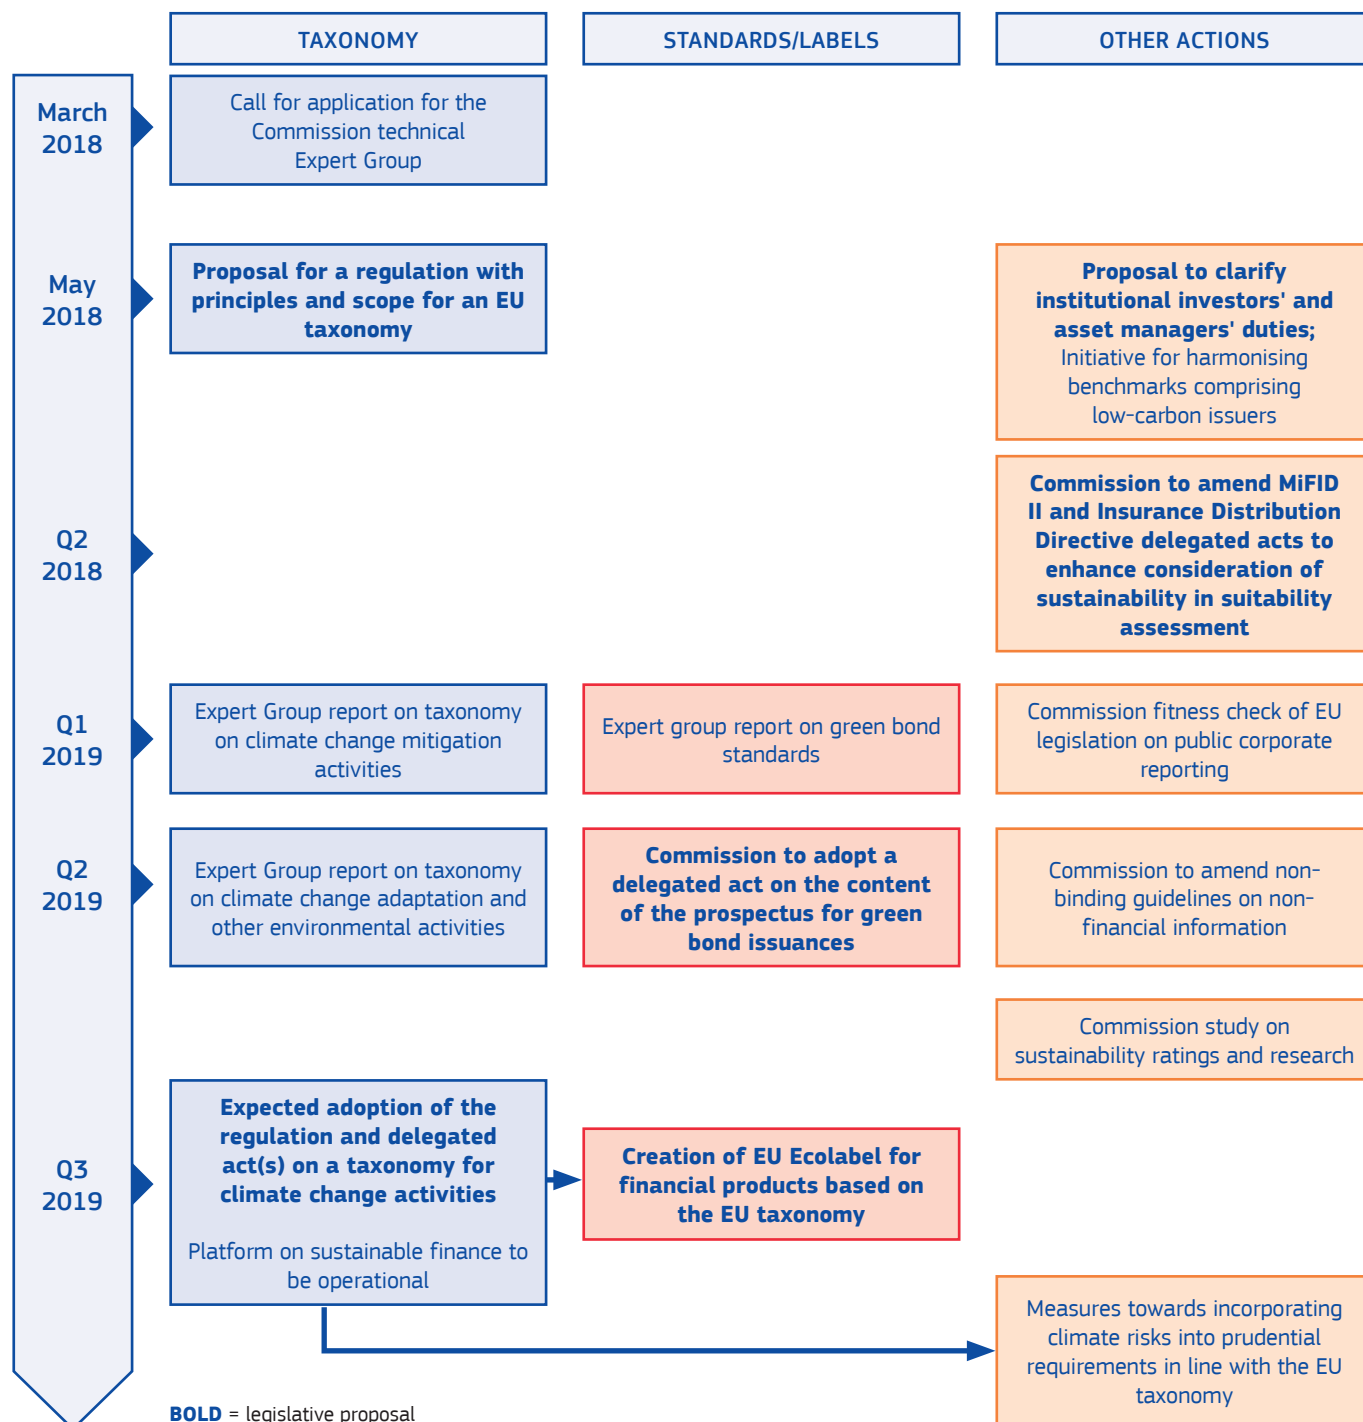 TAXONOMY
STANDARDS/LABELS
OTHER ACTIONS
March
2018
Call for application for the
Commission technical
Expert Group
May
2018
Proposal for a regulation with
principles and scope for an EU
taxonomy
Proposal to clarify
institutional investors' and
asset managers' duties;
Initiative for harmonising
benchmarks comprising
low-carbon issuers
Q2
2018
Commission to amend MiFID
II and Insurance Distribution
Directive delegated acts to
enhance consideration of
sustainability in suitability
assessment
Q1
2019
Expert Group report on taxonomy
on climate change mitigation
activities
Expert group report on green bond
standards
Commission fitness check of EU
legislation on public corporate
reporting
Q2
2019
Expert Group report on taxonomy
on climate change adaptation and
other environmental activities
Commission to adopt a
delegated act on the content
of the prospectus for green
bond issuances
Commission to amend non-
binding guidelines on non-
financial information
Commission study on
sustainability ratings and research
Q3
2019
Expected adoption of the
regulation and delegated
act(s) on a taxonomy for
climate change activities
Platform on sustainable finance to
be operational
Creation of EU Ecolabel for
financial products based on
the EU taxonomy
Measures towards incorporating
climate risks into prudential
requirements in line with the EU
taxonomy
BOLD = legislative proposal